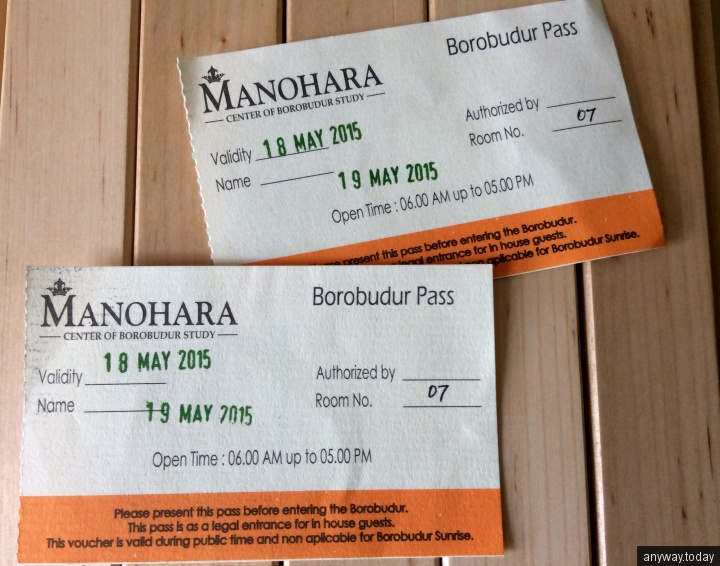 MANOHARA
CENTER OF BOROBUDUR STUDY
Borobudur Pass
Validity 18 MAY 2015
Authorized by
Name
19 MAY 2015
Room No. 07
Open Time : 06.00 AM up to 05.00 PM
present this pass before entering the Borobudur.
legal entrance for in house guests.
non aplicable for Borobudur Sunrise.
MANOHARA
CENTER OF BOROBUDUR STUDY
Borobudur Pass
Validity 18 MAY 2015
Authorized by
Name 19 MAY 2015
Room No. 07
Open Time : 06.00 AM up to 05.00 PM
Please present this pass before entering the Borobudur.
This pass is as a legal entrance for in house guests.
This voucher is valid during public time and non aplicable for Borobudur Sunrise.
anyway.today